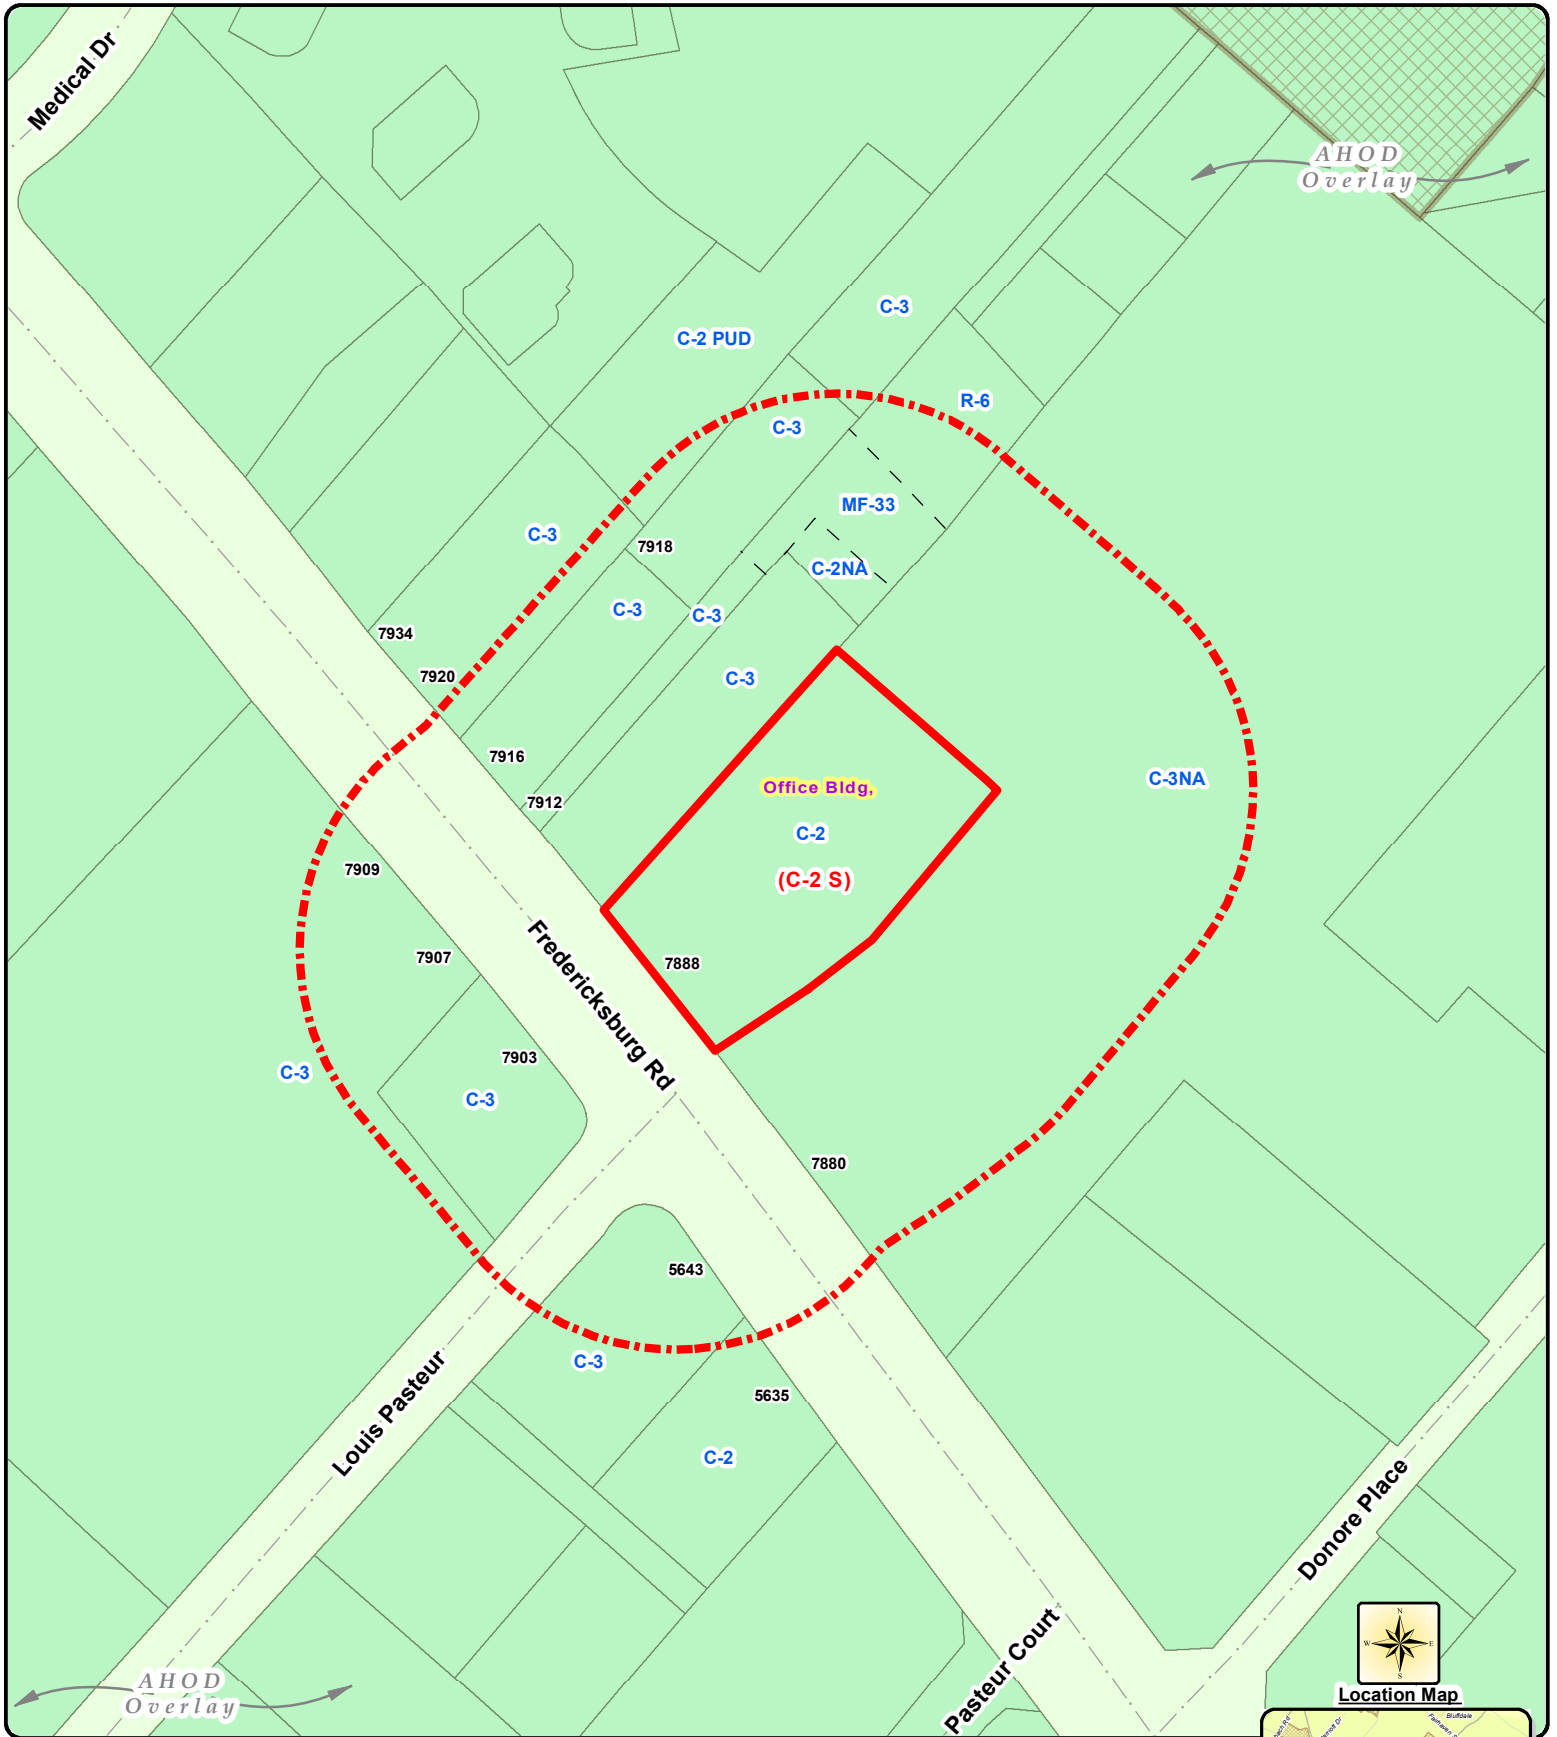 Medical Dr
AHOD
Overlay
C-3
C-2 PUD
R-6
C-3
MF-33
C-3
7918
C-2NA
C-3
C-3
7934
7920
C-3
7916
C-3NA
Office Bldg,
7912
C-2
7909
(C-2 S)
7907
Fredericksburg Rd
7888
7903
C-3
C-3
7880
5643
C-3
Louis Pasteur
5635
C-2
Donore Place
Pasteur Court
N
W
E
S
AHOD
Overlay
Location Map
Bluffdale